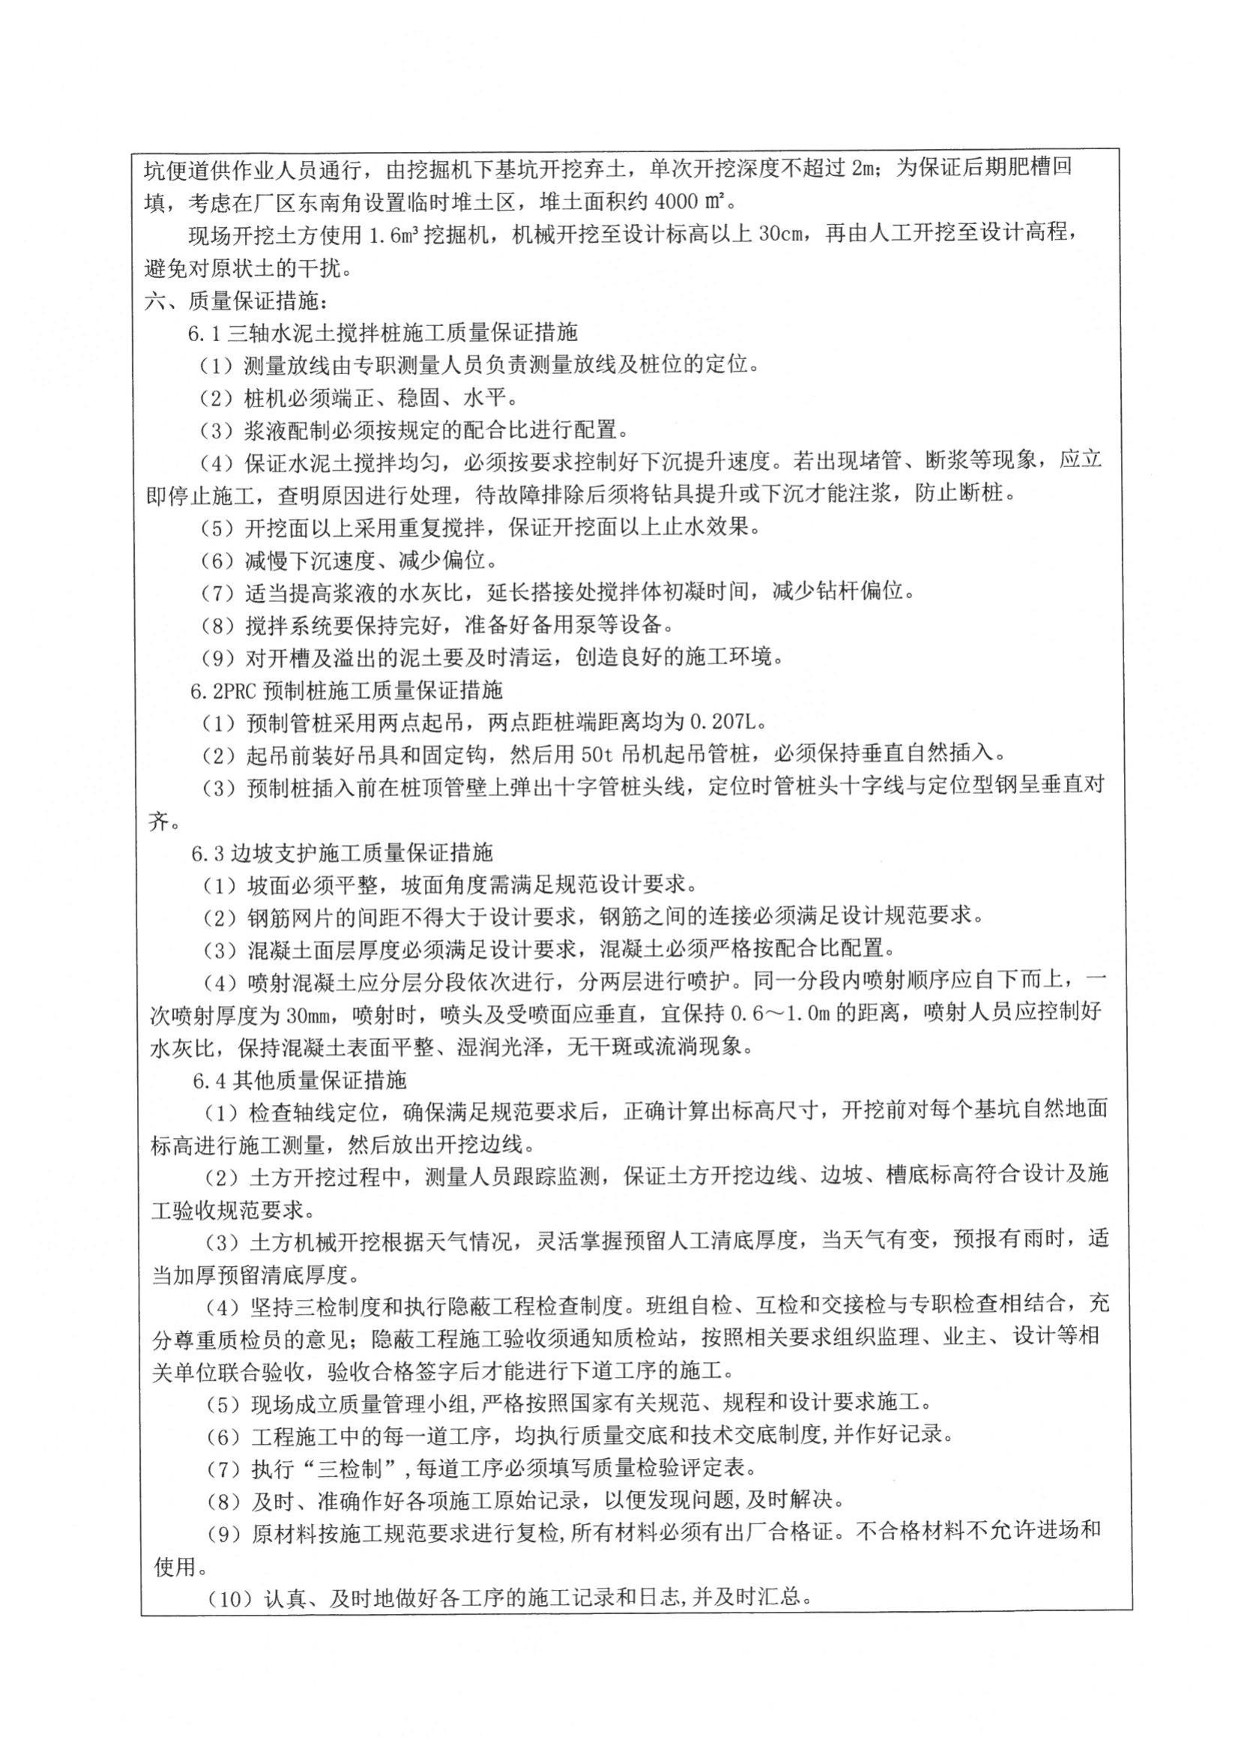 坑便道供作业人员通行，由挖掘机下基坑开挖弃土，单次开挖深度不超过 2m；为保证后期肥槽回
填，考虑在厂区东南角设置临时堆土区，堆土面积约 4000 ㎡。
现场开挖土方使用 1.6m³挖掘机，机械开挖至设计标高以上 30cm，再由人工开挖至设计高程，
避免对原状土的干扰。
六、质量保证措施：
6.1 三轴水泥土搅拌桩施工质量保证措施
（1）测量放线由专职测量人员负责测量放线及桩位的定位。
（2）桩机必须端正、稳固、水平。
（3）浆液配制必须按规定的配合比进行配置。
（4）保证水泥土搅拌均匀，必须按要求控制好下沉提升速度。若出现堵管、断浆等现象，应立
即停止施工，查明原因进行处理，待故障排除后须将钻具提升或下沉才能注浆，防止断桩。
（5）开挖面以上采用重复搅拌，保证开挖面以上止水效果。
（6）减慢下沉速度、减少偏位。
（7）适当提高浆液的水灰比，延长搭接处搅拌体初凝时间，减少钻杆偏位。
（8）搅拌系统要保持完好，准备好备用泵等设备。
（9）对开槽及溢出的泥土要及时清运，创造良好的施工环境。
6.2PRC 预制桩施工质量保证措施
（1）预制管桩采用两点起吊，两点距桩端距离均为 0.207L。
（2）起吊前装好吊具和固定钩，然后用 50t 吊机起吊管桩，必须保持垂直自然插入。
（3）预制桩插入前在桩顶管壁上弹出十字管桩头线，定位时管桩头十字线与定位型钢呈垂直对
齐。
6.3 边坡支护施工质量保证措施
（1）坡面必须平整，坡面角度需满足规范设计要求。
（2）钢筋网片的间距不得大于设计要求，钢筋之间的连接必须满足设计规范要求。
（3）混凝土面层厚度必须满足设计要求，混凝土必须严格按配合比配置。
（4）喷射混凝土应分层分段依次进行，分两层进行喷护。同一分段内喷射顺序应自下而上，一
次喷射厚度为 30mm，喷射时，喷头及受喷面应垂直，宜保持 0.6～1.0m 的距离，喷射人员应控制好
水灰比，保持混凝土表面平整、湿润光泽，无干斑或流淌现象。
6.4 其他质量保证措施
（1）检查轴线定位，确保满足规范要求后，正确计算出标高尺寸，开挖前对每个基坑自然地面
标高进行施工测量，然后放出开挖边线。
（2）土方开挖过程中，测量人员跟踪监测，保证土方开挖边线、边坡、槽底标高符合设计及施
工验收规范要求。
（3）土方机械开挖根据天气情况，灵活掌握预留人工清底厚度，当天气有变，预报有雨时，适
当加厚预留清底厚度。
（4）坚持三检制度和执行隐蔽工程检查制度。班组自检、互检和交接检与专职检查相结合，充
分尊重质检员的意见；隐蔽工程施工验收须通知质检站，按照相关要求组织监理、业主、设计等相
关单位联合验收，验收合格签字后才能进行下道工序的施工。
（5）现场成立质量管理小组,严格按照国家有关规范、规程和设计要求施工。
（6）工程施工中的每一道工序，均执行质量交底和技术交底制度,并作好记录。
（7）执行“三检制”,每道工序必须填写质量检验评定表。
（8）及时、准确作好各项施工原始记录，以便发现问题,及时解决。
（9）原材料按施工规范要求进行复检,所有材料必须有出厂合格证。不合格材料不允许进场和
使用。
（10）认真、及时地做好各工序的施工记录和日志,并及时汇总。